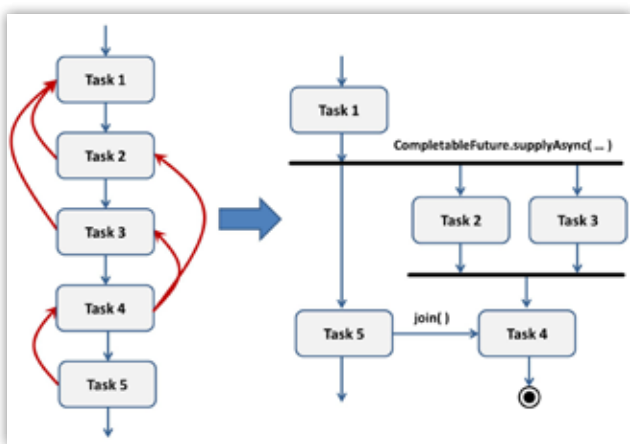 Task 1
Task 2
Task 3
Task 4
Task 5
Task 1
CompletableFuture.supplyAsync( ... )
Task 2
Task 3
Task 5
join( )
Task 4